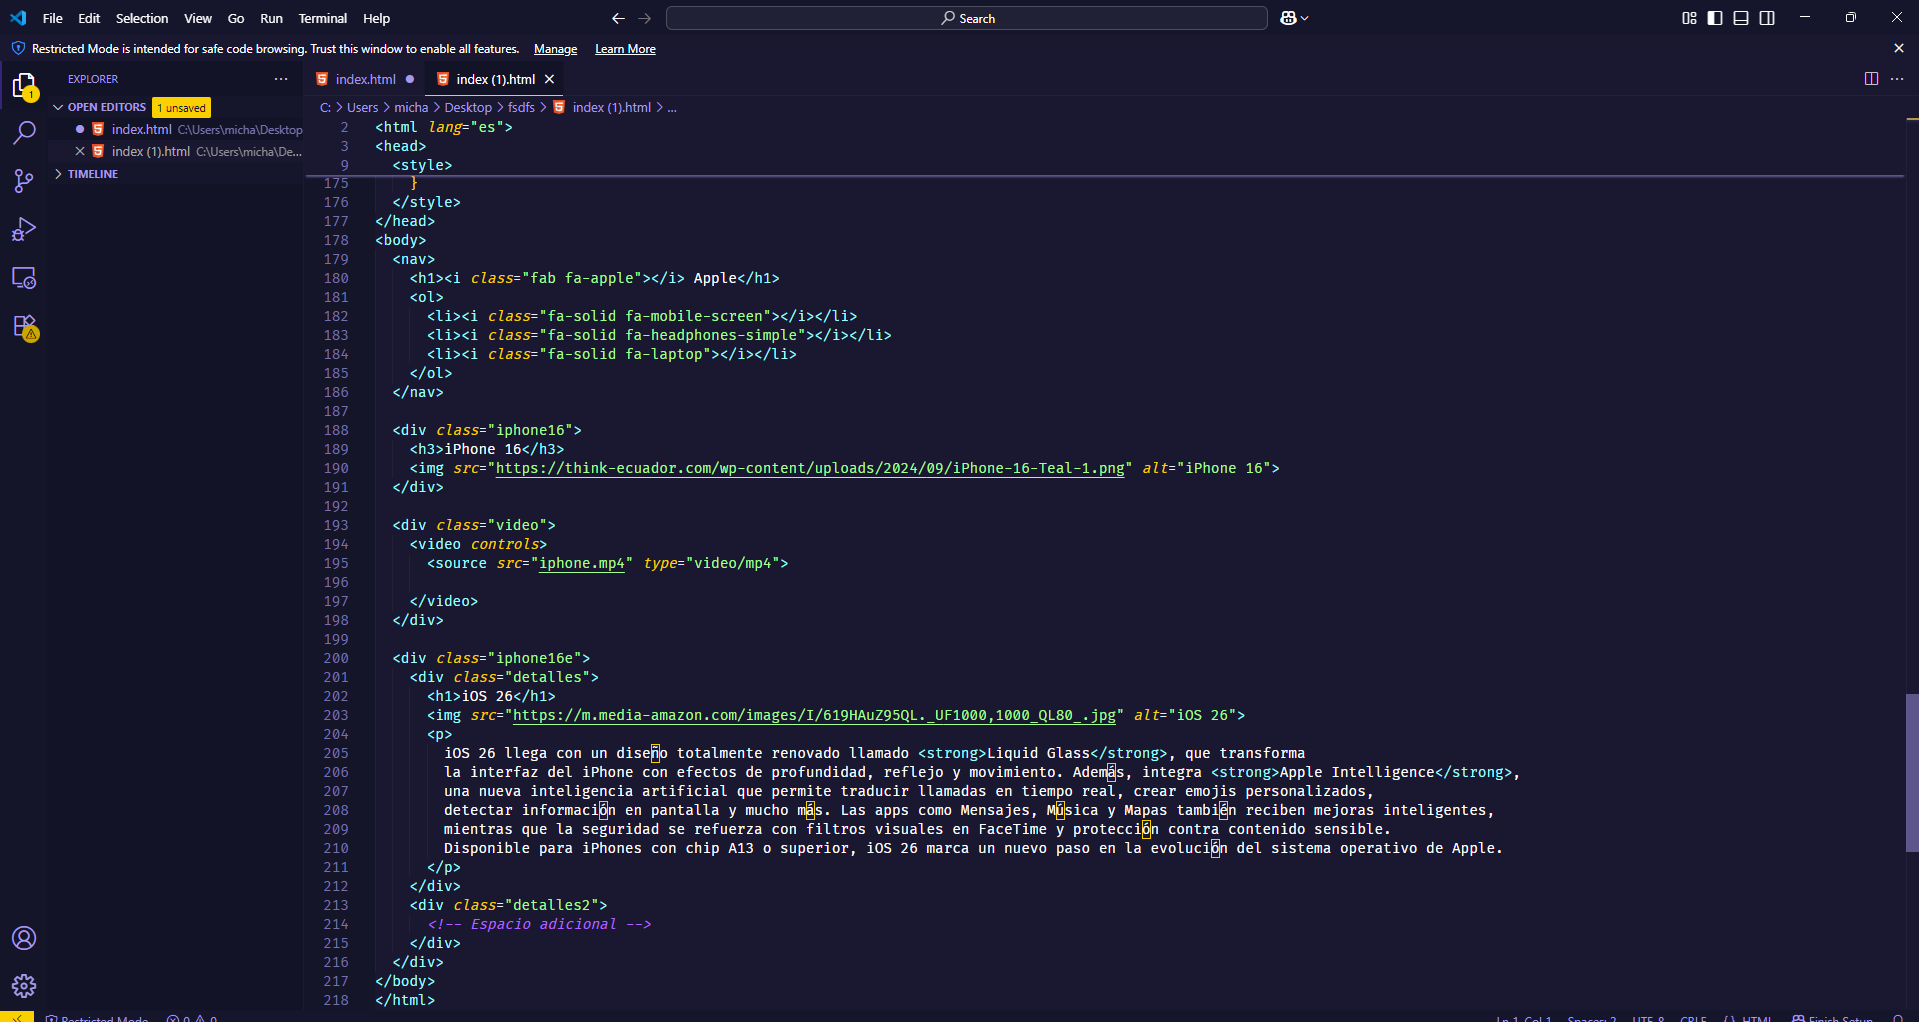 File Edit Selection View Go Run Terminal Help
Search
Restricted Mode is intended for safe code browsing. Trust this window to enable all features. Manage Learn More
EXPLORER ...
index.html
index (1).html
OPEN EDITORS 1 unsaved
C: > Users > micha > Desktop > fsdfs > index (1).html > ...
index.html C:\Users\micha\Desktop
index (1).html C:\Users\micha\De...
TIMELINE
1
2 <html lang="es">
3 <head>
9 <style>
175 }
176 </style>
177 </head>
178 <body>
179 <nav>
180 <h1><i class="fab fa-apple"></i> Apple</h1>
181 <ol>
182 <li><i class="fa-solid fa-mobile-screen"></i></li>
183 <li><i class="fa-solid fa-headphones-simple"></i></li>
184 <li><i class="fa-solid fa-laptop"></i></li>
185 </ol>
186 </nav>
187
188 <div class="iphone16">
189 <h3>iPhone 16</h3>
190 <img src="https://think-ecuador.com/wp-content/uploads/2024/09/iPhone-16-Teal-1.png" alt="iPhone 16">
191 </div>
192
193 <div class="video">
194 <video controls>
195 <source src="iphone.mp4" type="video/mp4">
196
197 </video>
198 </div>
199
200 <div class="iphone16e">
201 <div class="detalles">
202 <h1>iOS 26</h1>
203 <img src="https://m.media-amazon.com/images/I/619HAuZ95QL._UF1000,1000_QL80_.jpg" alt="iOS 26">
204 <p>
205 iOS 26 llega con un diseño totalmente renovado llamado <strong>Liquid Glass</strong>, que transforma
206 la interfaz del iPhone con efectos de profundidad, reflejo y movimiento. Además, integra <strong>Apple Intelligence</strong>,
207 una nueva inteligencia artificial que permite traducir llamadas en tiempo real, crear emojis personalizados,
208 detectar información en pantalla y mucho más. Las apps como Mensajes, Música y Mapas también reciben mejoras inteligentes,
209 mientras que la seguridad se refuerza con filtros visuales en FaceTime y protección contra contenido sensible.
210 Disponible para iPhones con chip A13 o superior, iOS 26 marca un nuevo paso en la evolución del sistema operativo de Apple.
211 </p>
212 </div>
213 <div class="detalles2">
214 <!-- Espacio adicional -->
215 </div>
216 </div>
217 </body>
218 </html>
Restricted Mode 0 0 Ln 1, Col 1 Spaces: 2 UTF-8 CRLF {} HTML Finish Setup